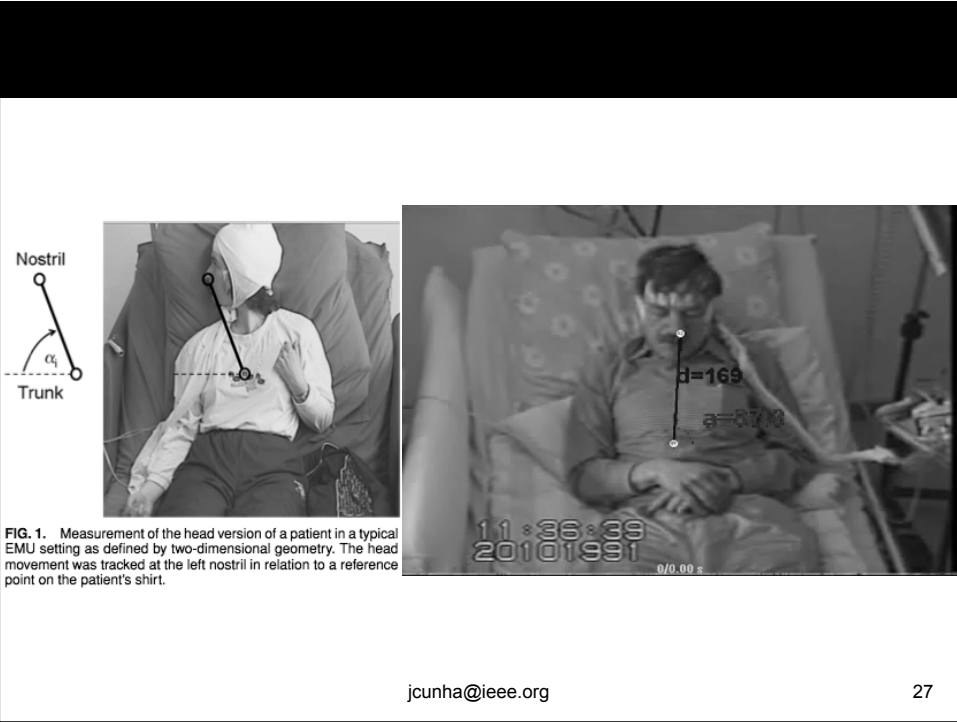 Nostril
αi
Trunk
FIG. 1. Measurement of the head version of a patient in a typical
EMU setting as defined by two-dimensional geometry. The head
movement was tracked at the left nostril in relation to a reference
point on the patient's shirt.
d=169
11:36:39
20101991
0/0.00 s
jcunha@ieee.org
27